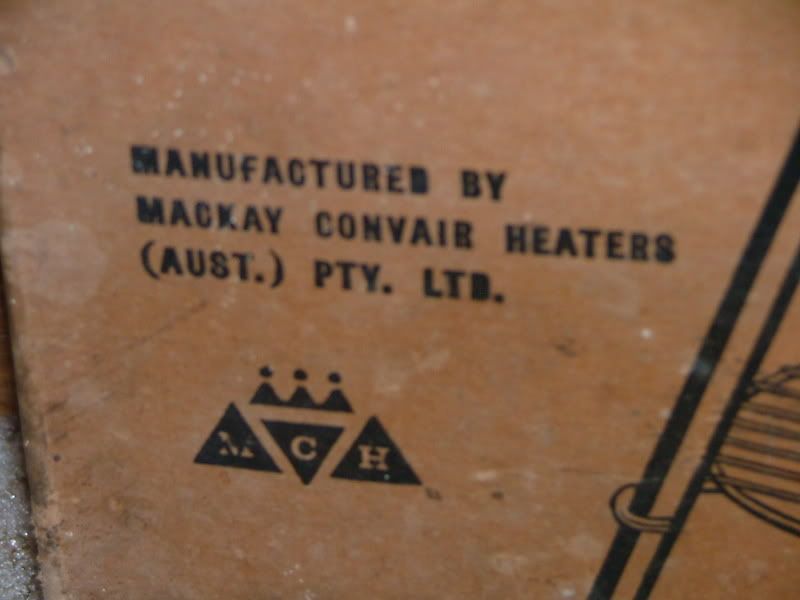 MANUFACTURED BY
MACKAY CONVAIR HEATERS
(AUST.) PTY. LTD.
M C H